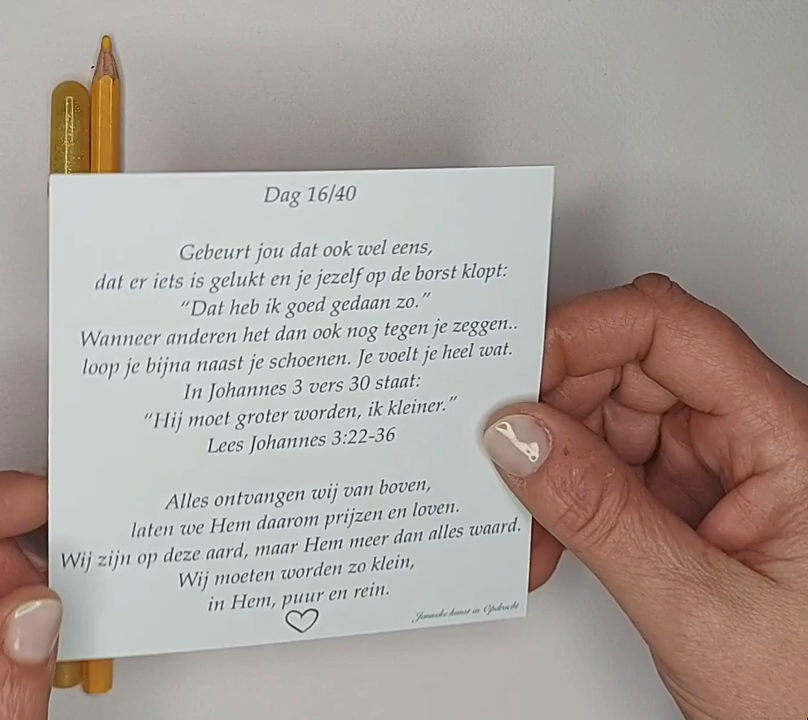 Dag 16/40
Gebeurt jou dat ook wel eens,
dat er iets is gelukt en je jezelf op de borst klopt:
“Dat heb ik goed gedaan zo.”
Wanneer anderen het dan ook nog tegen je zeggen..
loop je bijna naast je schoenen. Je voelt je heel wat.
In Johannes 3 vers 30 staat:
“Hij moet groter worden, ik kleiner.”
Lees Johannes 3:22-36
Alles ontvangen wij van boven,
laten we Hem daarom prijzen en loven.
Wij zijn op deze aard, maar Hem meer dan alles waard.
Wij moeten worden zo klein,
in Hem, puur en rein.
Janneke kunst in Opdracht